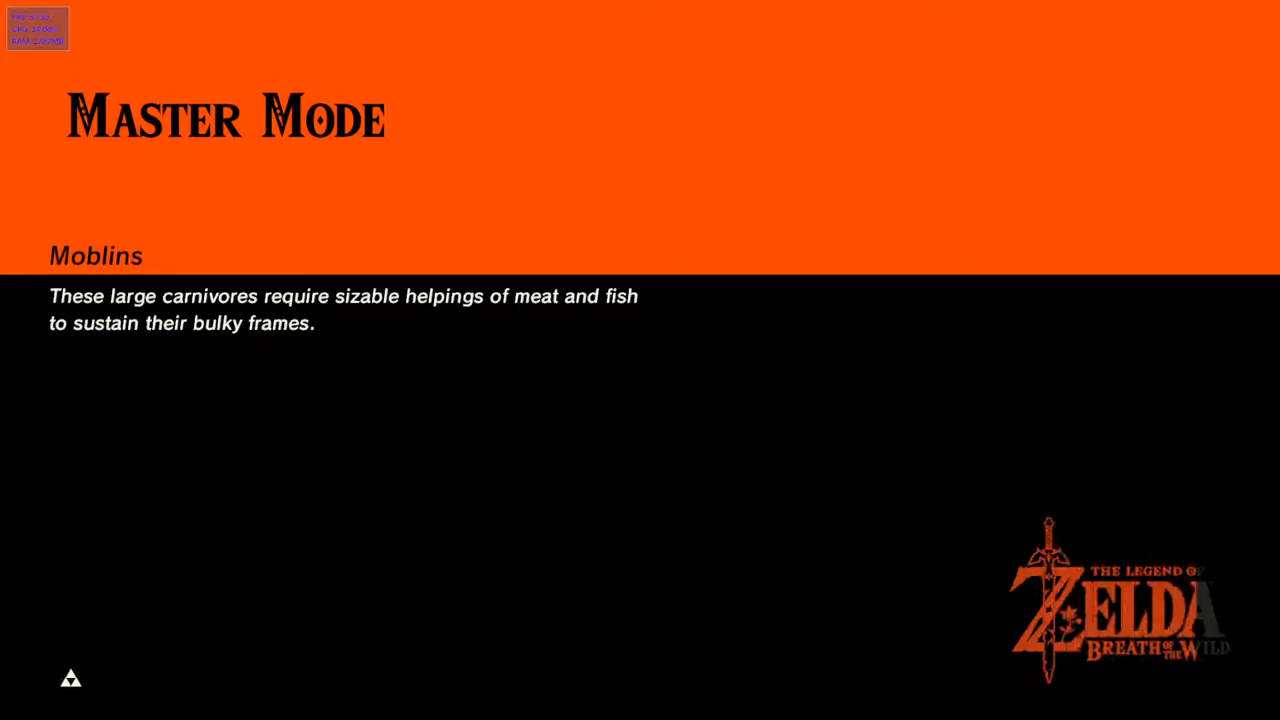 Master Mode
Moblins
These large carnivores require sizable helpings of meat and fish
to sustain their bulky frames.
THE LEGEND OF
ZELDA
BREATH OF THE WILD